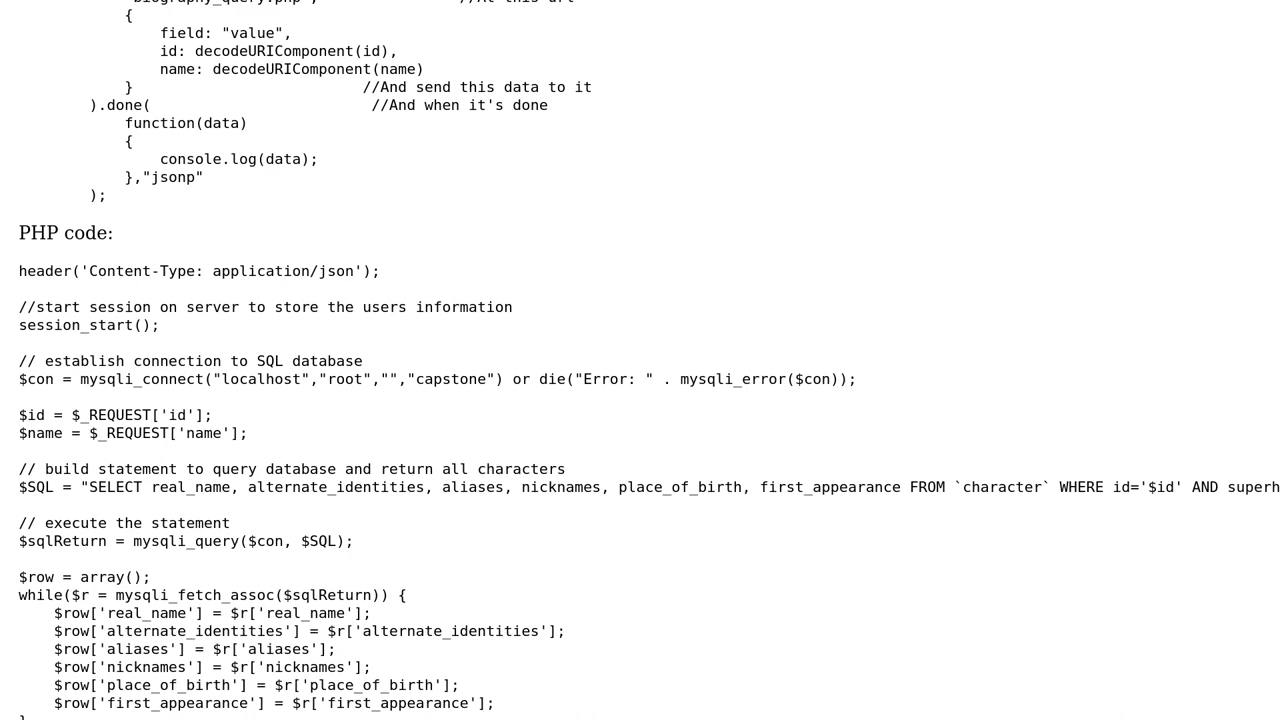 {
field: "value",
id: decodeURIComponent(id),
name: decodeURIComponent(name)
} //And send this data to it
).done( //And when it's done
function(data)
{
console.log(data);
},"jsonp"
);
PHP code:
header('Content-Type: application/json');
//start session on server to store the users information
session_start();
// establish connection to SQL database
$con = mysqli_connect("localhost","root","","capstone") or die("Error: " . mysqli_error($con));
$id = $_REQUEST['id'];
$name = $_REQUEST['name'];
// build statement to query database and return all characters
$SQL = "SELECT real_name, alternate_identities, aliases, nicknames, place_of_birth, first_appearance FROM `character` WHERE id='$id' AND superh
// execute the statement
$sqlReturn = mysqli_query($con, $SQL);
$row = array();
while($r = mysqli_fetch_assoc($sqlReturn)) {
$row['real_name'] = $r['real_name'];
$row['alternate_identities'] = $r['alternate_identities'];
$row['aliases'] = $r['aliases'];
$row['nicknames'] = $r['nicknames'];
$row['place_of_birth'] = $r['place_of_birth'];
$row['first_appearance'] = $r['first_appearance'];
}